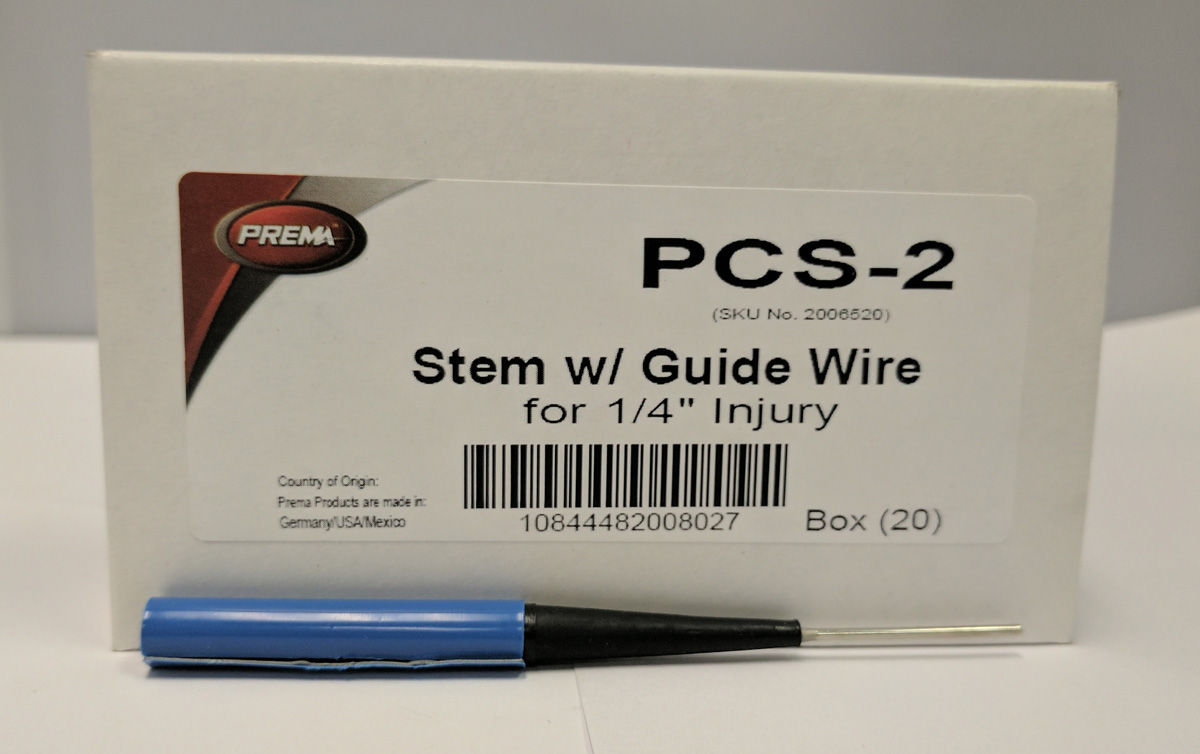 PREMA
PCS-2
(SKU No. 2006520)
Stem w/ Guide Wire
for 1/4" Injury
Country of Origin:
Prema Products are made in:
Germany/USA/Mexico
10844482008027
Box (20)